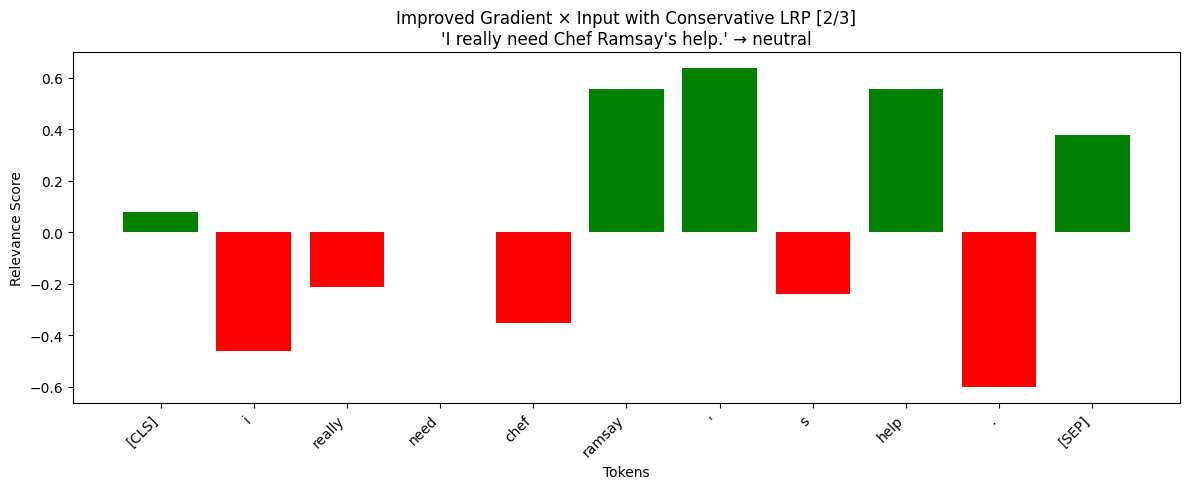 Improved Gradient × Input with Conservative LRP [2/3]
'I really need Chef Ramsay's help.' → neutral
Relevance Score
0.6
0.4
0.2
0.0
−0.2
−0.4
−0.6
[CLS]
i
really
need
chef
ramsay
'
s
help
.
[SEP]
Tokens